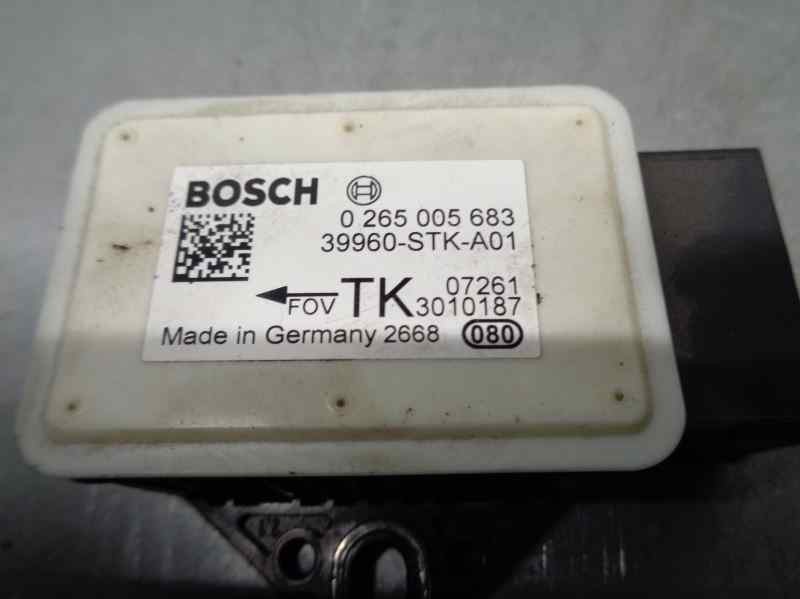 BOSCH
0 265 005 683
39960-STK-A01
FOV TK 07261
3010187
Made in Germany 2668 080